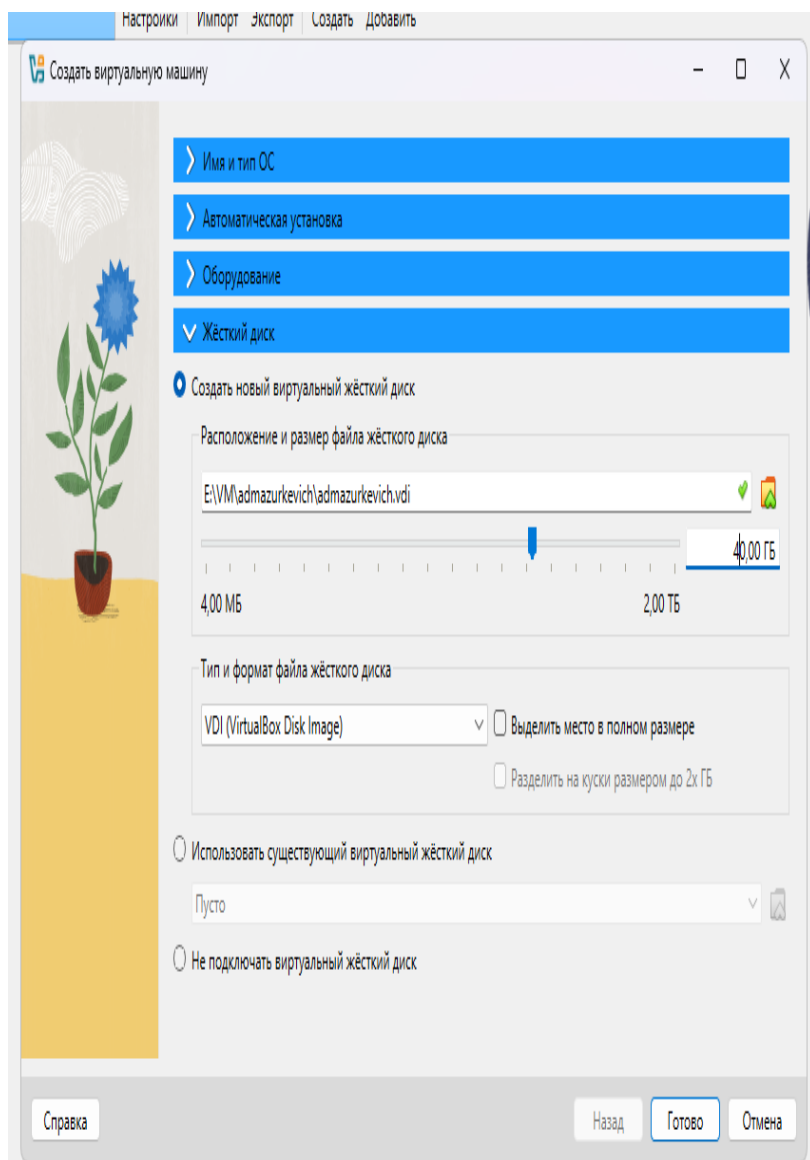 Настройки Импорт Экспорт Создать Добавить
Создать виртуальную машину
Имя и тип ОС
Автоматическая установка
Оборудование
Жёсткий диск
Создать новый виртуальный жёсткий диск
Расположение и размер файла жёсткого диска
E:\VM\admazurkevich\admazurkevich.vdi
40,00 ГБ
4,00 МБ 2,00 ТБ
Тип и формат файла жёсткого диска
VDI (VirtualBox Disk Image) Выделить место в полном размере
Разделить на куски размером до 2х ГБ
Использовать существующий виртуальный жёсткий диск
Пусто
Не подключать виртуальный жёсткий диск
Справка Назад Готово Отмена